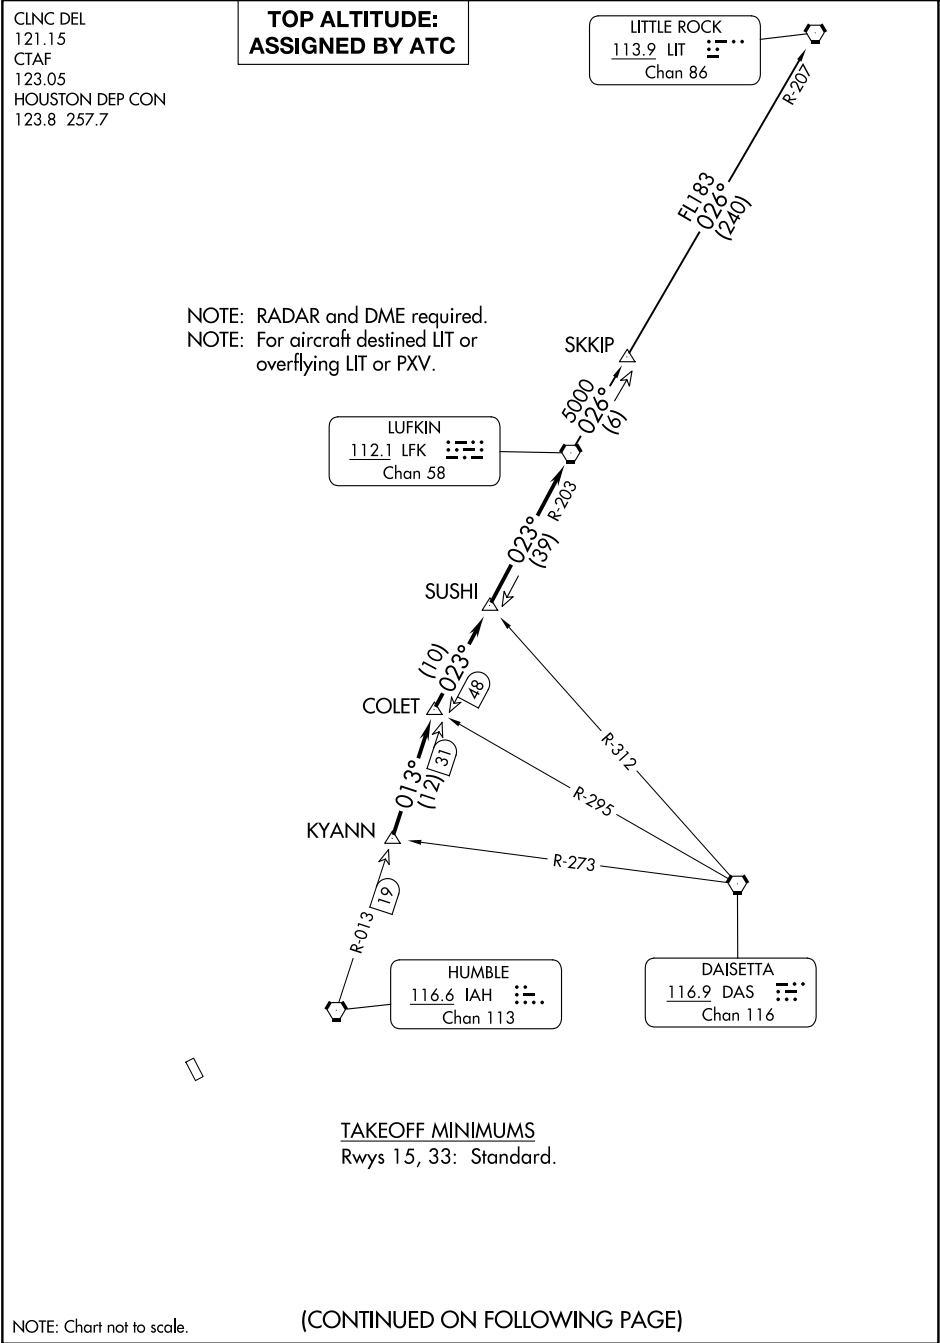 CLNC DEL
121.15
CTAF
123.05
HOUSTON DEP CON
123.8 257.7
TOP ALTITUDE:
ASSIGNED BY ATC
LITTLE ROCK
113.9 LIT
Chan 86
R-207
FL183
026°
(240)
NOTE: RADAR and DME required.
NOTE: For aircraft destined LIT or
overflying LIT or PXV.
SKKIP
5000
026°
(6)
LUFKIN
112.1 LFK
Chan 58
R-203
023°
(39)
SUSHI
(10)
023°
48
COLET
31
013°
(12)
R-312
R-295
KYANN
R-273
19
R-013
HUMBLE
116.6 IAH
Chan 113
DAISETTA
116.9 DAS
Chan 116
TAKEOFF MINIMUMS
Rwys 15, 33: Standard.
NOTE: Chart not to scale.
(CONTINUED ON FOLLOWING PAGE)